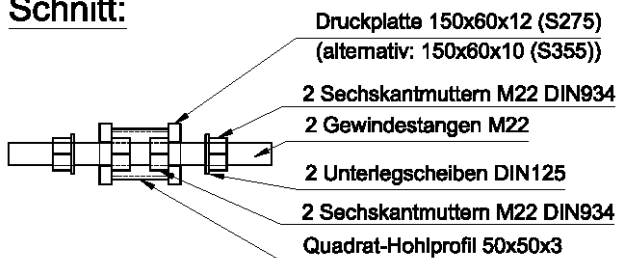 Schnitt:
Druckplatte 150x60x12 (S275)
(alternativ: 150x60x10 (S355))
2 Sechskantmuttern M22 DIN934
2 Gewindestangen M22
2 Unterlegscheiben DIN125
2 Sechskantmuttern M22 DIN934
Quadrat-Hohlprofil 50x50x3